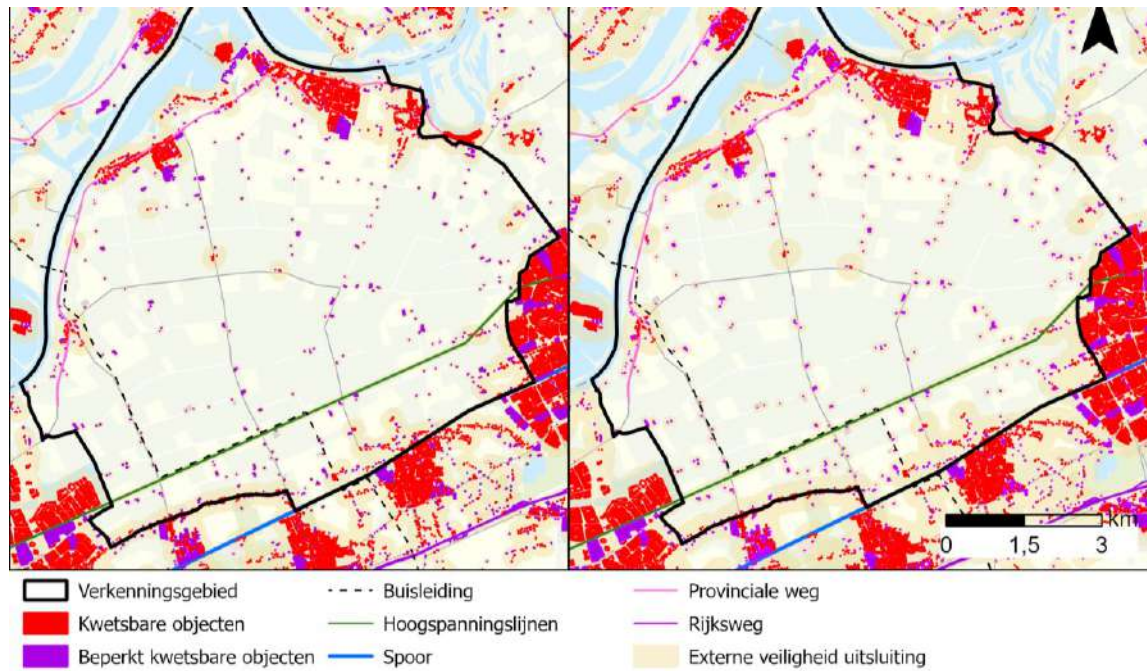 km
0 1,5 3
Verkenningsgebied
Buisleiding
Provinciale weg
Kwetsbare objecten
Hoogspanningslijnen
Rijksweg
Beperkt kwetsbare objecten
Spoor
Externe veiligheid uitsluiting